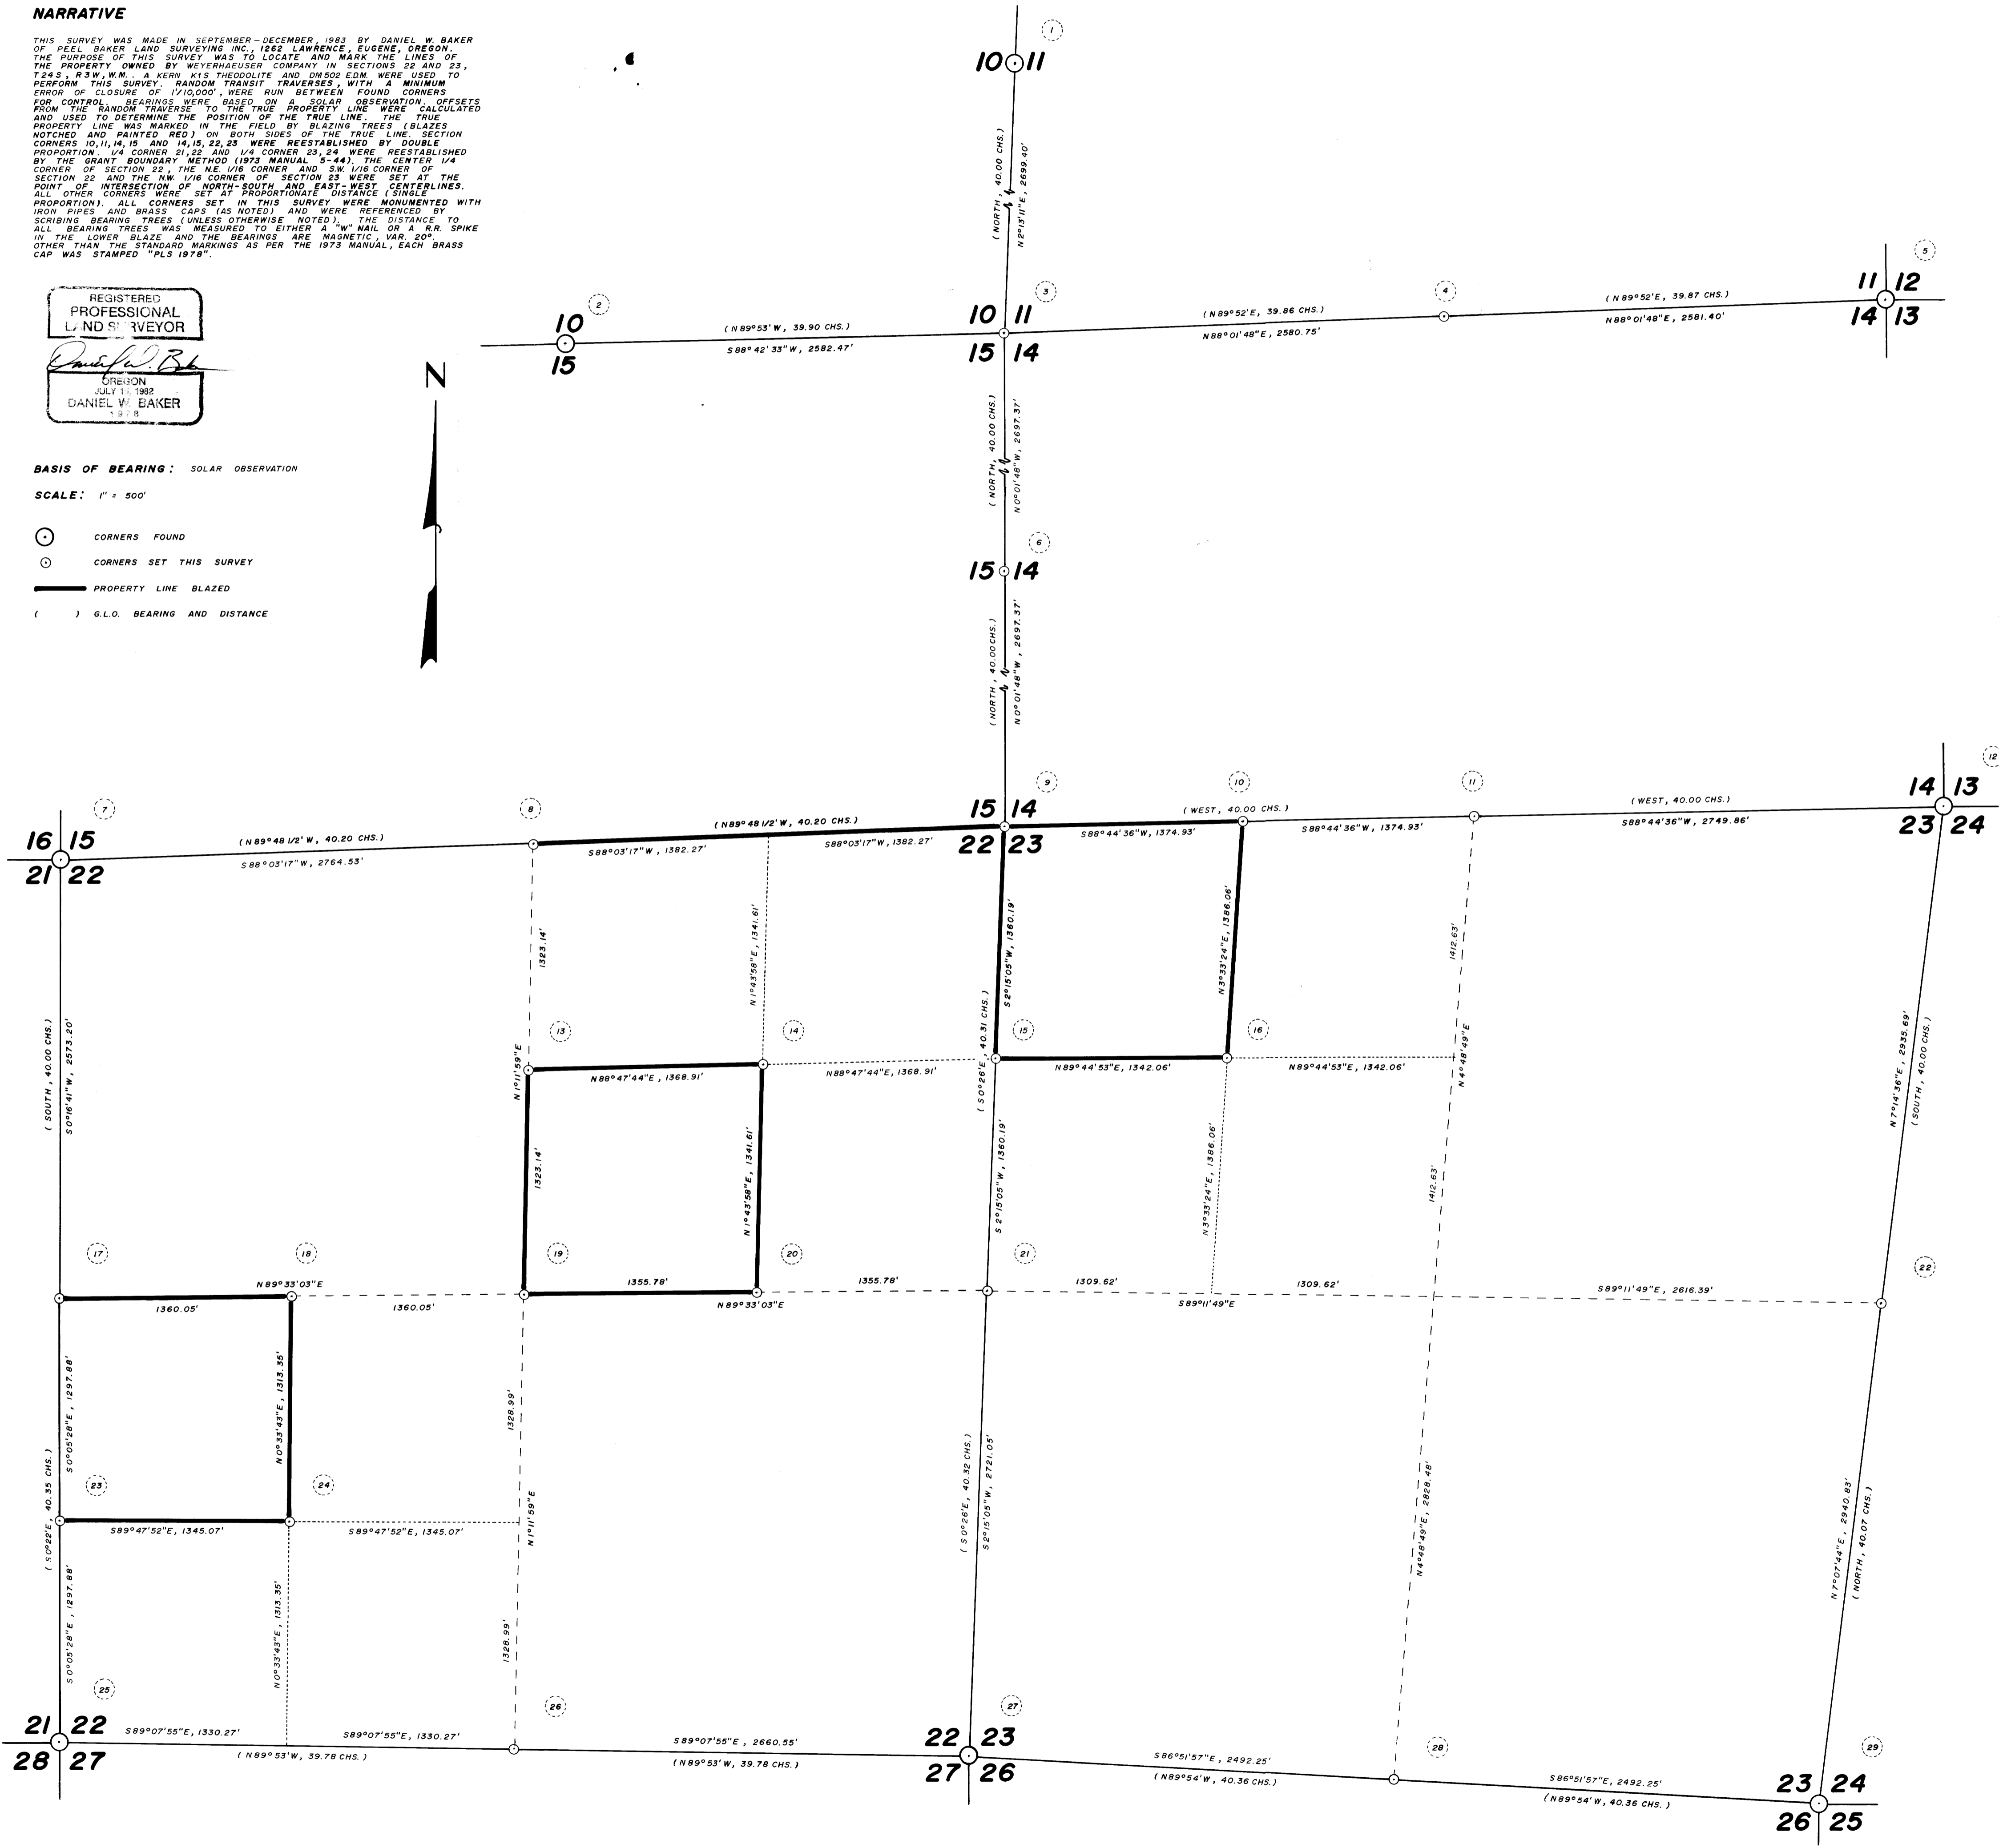 NARRATIVE
THIS SURVEY WAS MADE IN SEPTEMBER-DECEMBER, 1983 BY DANIEL W. BAKER
OF PEEL BAKER LAND SURVEYING INC., 1262 LAWRENCE, EUGENE, OREGON.
THE PURPOSE OF THIS SURVEY WAS TO LOCATE AND MARK THE LINES OF
THE PROPERTY OWNED BY WEYERHAEUSER COMPANY IN SECTIONS 22 AND 23,
T24S, R3W, W.M.. A KERN K1S THEODOLITE AND DM502 E.D.M. WERE USED TO
PERFORM THIS SURVEY. RANDOM TRANSIT TRAVERSES, WITH A MINIMUM
ERROR OF CLOSURE OF 1'/10,000', WERE RUN BETWEEN FOUND CORNERS
FOR CONTROL. BEARINGS WERE BASED ON A SOLAR OBSERVATION. OFFSETS
FROM THE RANDOM TRAVERSE TO THE TRUE PROPERTY LINE WERE CALCULATED
AND USED TO DETERMINE THE POSITION OF THE TRUE LINE. THE TRUE
PROPERTY LINE WAS MARKED IN THE FIELD BY BLAZING TREES (BLAZES
NOTCHED AND PAINTED RED) ON BOTH SIDES OF THE TRUE LINE. SECTION
CORNERS 10,11,14,15 AND 14,15,22,23 WERE REESTABLISHED BY DOUBLE
PROPORTION. 1/4 CORNER 21,22 AND 1/4 CORNER 23,24 WERE REESTABLISHED
BY THE GRANT BOUNDARY METHOD (1973 MANUAL 5-44). THE CENTER 1/4
CORNER OF SECTION 22, THE N.E. 1/16 CORNER AND S.W. 1/16 CORNER OF
SECTION 22 AND THE N.W. 1/16 CORNER OF SECTION 23 WERE SET AT THE
POINT OF INTERSECTION OF NORTH-SOUTH AND EAST-WEST CENTERLINES.
ALL OTHER CORNERS WERE SET AT PROPORTIONATE DISTANCE (SINGLE
PROPORTION). ALL CORNERS SET IN THIS SURVEY WERE MONUMENTED WITH
IRON PIPES AND BRASS CAPS (AS NOTED) AND WERE REFERENCED BY
SCRIBING BEARING TREES (UNLESS OTHERWISE NOTED). THE DISTANCE TO
ALL BEARING TREES WAS MEASURED TO EITHER A "W" NAIL OR A R.R. SPIKE
IN THE LOWER BLAZE AND THE BEARINGS ARE MAGNETIC, VAR. 20°.
OTHER THAN THE STANDARD MARKINGS AS PER THE 1973 MANUAL, EACH BRASS
CAP WAS STAMPED "PLS 1978".
REGISTERED
PROFESSIONAL
LAND SURVEYOR
OREGON
JULY 1 , 1982
DANIEL W. BAKER
1978
BASIS OF BEARING: SOLAR OBSERVATION
SCALE: 1" = 500'
CORNERS FOUND
CORNERS SET THIS SURVEY
PROPERTY LINE BLAZED
( ) G.L.O. BEARING AND DISTANCE
N
1
10 11
(NORTH, 40.00 CHS.)
N2°13'11"E, 2699.40'
2
10
15
(N89°53'W, 39.90 CHS.)
S88°42'33"W, 2582.47'
3
10 11
15 14
(N89°52'E, 39.86 CHS.)
N88°01'48"E, 2580.75'
4
(N89°52'E, 39.87 CHS.)
N88°01'48"E, 2581.40'
5
11 12
14 13
(NORTH, 40.00 CHS.)
N0°01'48"W, 2697.37'
6
15 14
(NORTH, 40.00 CHS.)
N0°01'48"W, 2697.37'
7
16 15
21 22
(N89°48 1/2'W, 40.20 CHS.)
S88°03'17"W, 2764.53'
8
(N89°48 1/2'W, 40.20 CHS.)
S88°03'17"W, 1382.27'
S88°03'17"W, 1382.27'
9
15 14
22 23
(WEST, 40.00 CHS.)
S88°44'36"W, 1374.93'
10
S88°44'36"W, 1374.93'
11
(WEST, 40.00 CHS.)
S88°44'36"W, 2749.86'
12
14 13
23 24
(SOUTH, 40.00 CHS.)
S0°16'41"W, 2573.20'
1323.14'
N1°11'59"E
1323.14'
N1°43'58"E, 1341.61'
N1°43'58"E, 1341.61'
S2°15'05"W, 1360.19'
(S0°26'E, 40.31 CHS.)
S2°15'05"W, 1360.19'
N3°33'24"E, 1386.06'
N3°33'24"E, 1386.06'
1412.63'
N4°48'49"E
1412.63'
N7°14'36"E, 2935.69'
(SOUTH, 40.00 CHS.)
13
14
N88°47'44"E, 1368.91'
N88°47'44"E, 1368.91'
15
16
N89°44'53"E, 1342.06'
N89°44'53"E, 1342.06'
17
18
N89°33'03"E
1360.05'
1360.05'
19
20
1355.78'
1355.78'
N89°33'03"E
21
1309.62'
1309.62'
S89°11'49"E
S89°11'49"E, 2616.39'
22
S0°05'28"E, 1297.88'
(S0°22'E, 40.35 CHS.)
S0°05'28"E, 1297.88'
N0°33'43"E, 1313.35'
N0°33'43"E, 1313.35'
23
24
S89°47'52"E, 1345.07'
S89°47'52"E, 1345.07'
1328.99'
N1°11'59"E
1328.99'
(S0°26'E, 40.32 CHS.)
S2°15'05"W, 2721.05'
N4°48'49"E, 2828.48'
N7°07'44"E, 2940.83'
(NORTH, 40.07 CHS.)
25
21 22
28 27
S89°07'55"E, 1330.27'
S89°07'55"E, 1330.27'
(N89°53'W, 39.78 CHS.)
26
S89°07'55"E, 2660.55'
(N89°53'W, 39.78 CHS.)
27
22 23
27 26
S86°51'57"E, 2492.25'
(N89°54'W, 40.36 CHS.)
28
S86°51'57"E, 2492.25'
(N89°54'W, 40.36 CHS.)
29
23 24
26 25